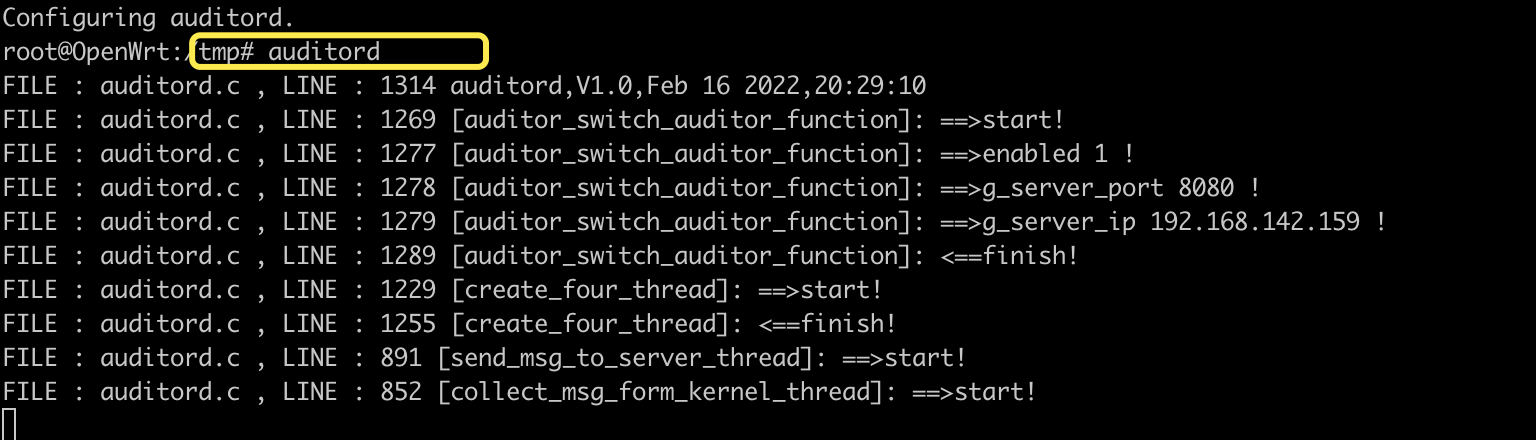 Configuring auditord.
root@OpenWrt:/tmp# auditord
FILE : auditord.c , LINE : 1314 auditord,V1.0,Feb 16 2022,20:29:10
FILE : auditord.c , LINE : 1269 [auditor_switch_auditor_function]: ==>start!
FILE : auditord.c , LINE : 1277 [auditor_switch_auditor_function]: ==>enabled 1 !
FILE : auditord.c , LINE : 1278 [auditor_switch_auditor_function]: ==>g_server_port 8080 !
FILE : auditord.c , LINE : 1279 [auditor_switch_auditor_function]: ==>g_server_ip 192.168.142.159 !
FILE : auditord.c , LINE : 1289 [auditor_switch_auditor_function]: <==finish!
FILE : auditord.c , LINE : 1229 [create_four_thread]: ==>start!
FILE : auditord.c , LINE : 1255 [create_four_thread]: <==finish!
FILE : auditord.c , LINE : 891 [send_msg_to_server_thread]: ==>start!
FILE : auditord.c , LINE : 852 [collect_msg_form_kernel_thread]: ==>start!